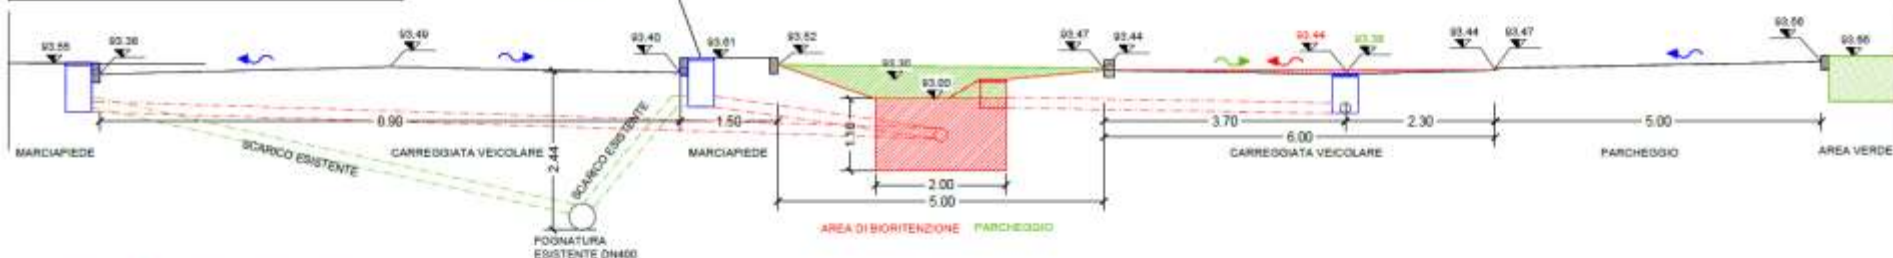 93.55
93.36
93.49
93.40
93.61
93.52
93.30
93.00
93.47
93.44
93.44
93.38
93.44
93.47
93.56
93.66
1.10
2.44
1.50
3.70
2.30
6.00
5.00
MARCIAPIEDE
SCARICO ESISTENTE
CARREGGIATA VEICOLARE
SCARICO ESISTENTE
MARCIAPIEDE
CARREGGIATA VEICOLARE
PARCHEGGIO
AREA VERDE
2.00
5.00
AREA DI BIORITENZIONE
PARCHEGGIO
FOGNATURA
ESISTENTE DN400